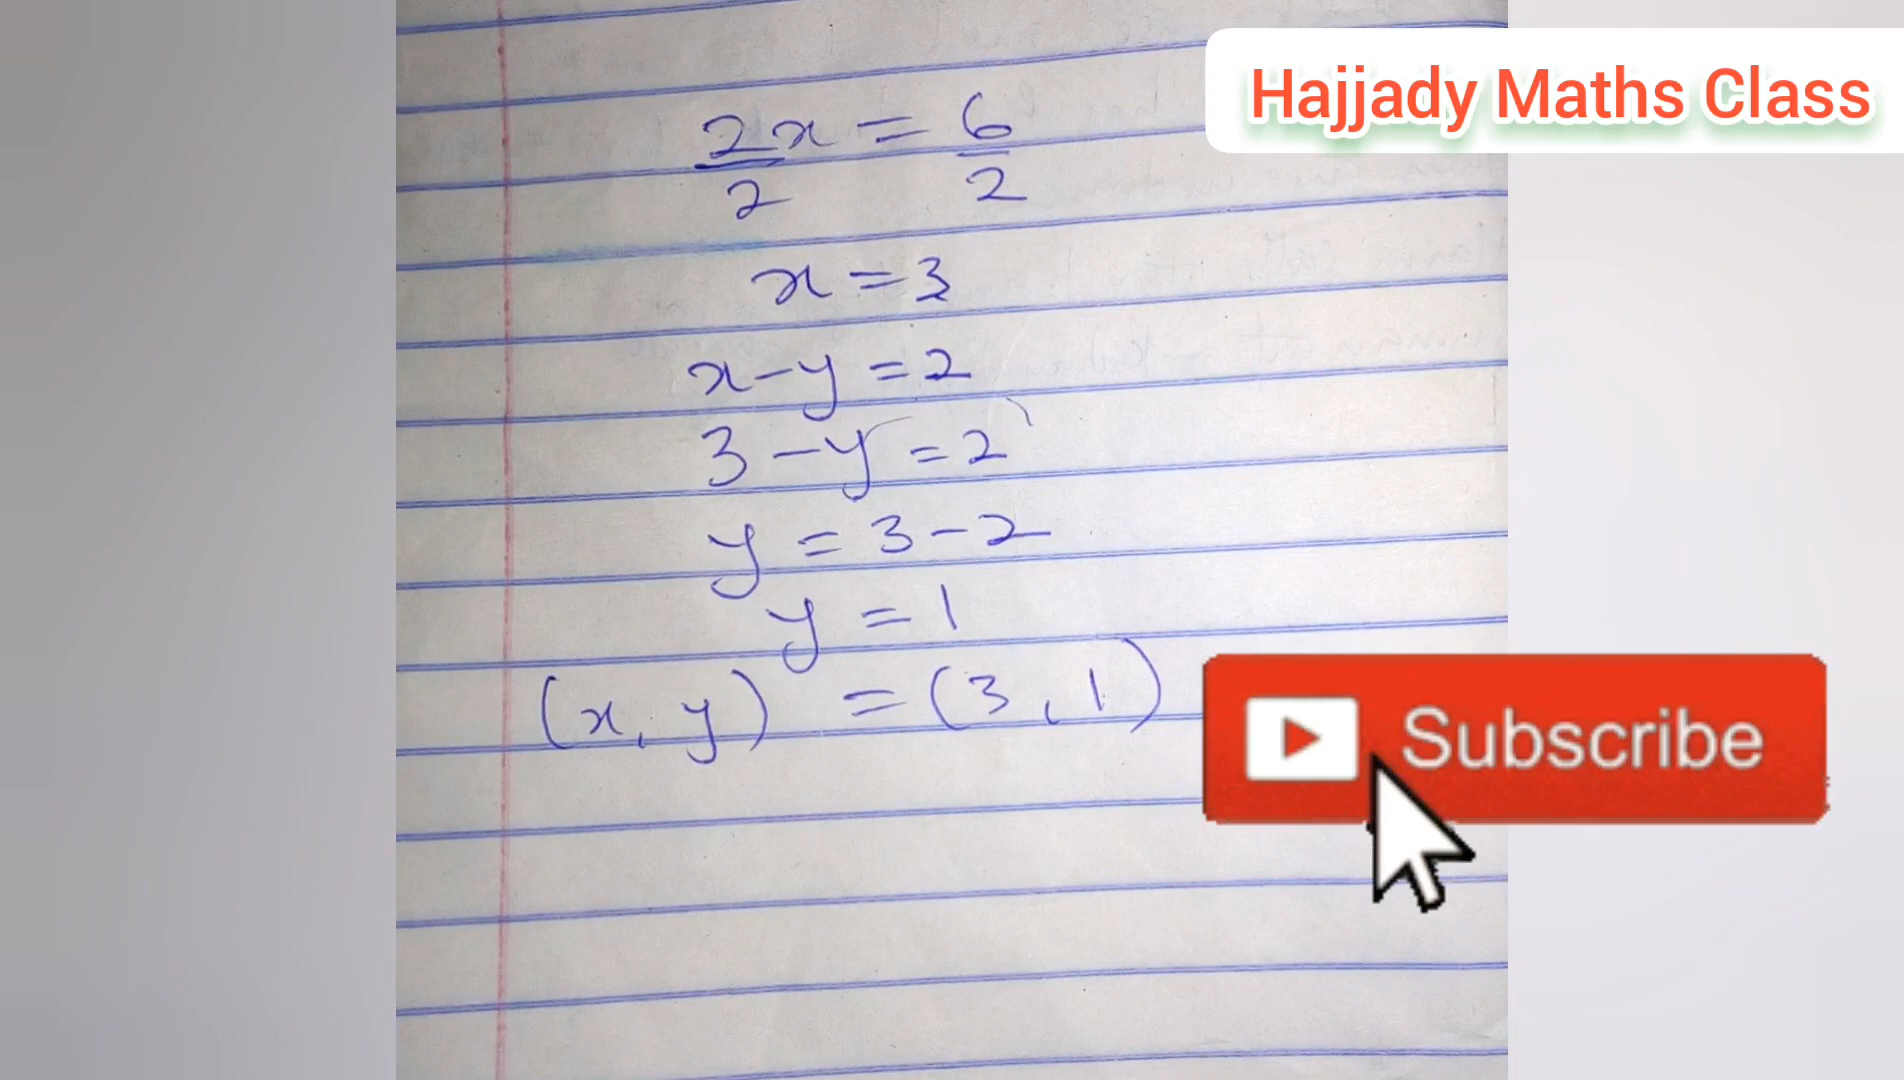 Hajjady Maths Class
2x/2 = 6/2
x = 3
x - y = 2
3 - y = 2
y = 3 - 2
y = 1
(x, y) = (3, 1)
Subscribe